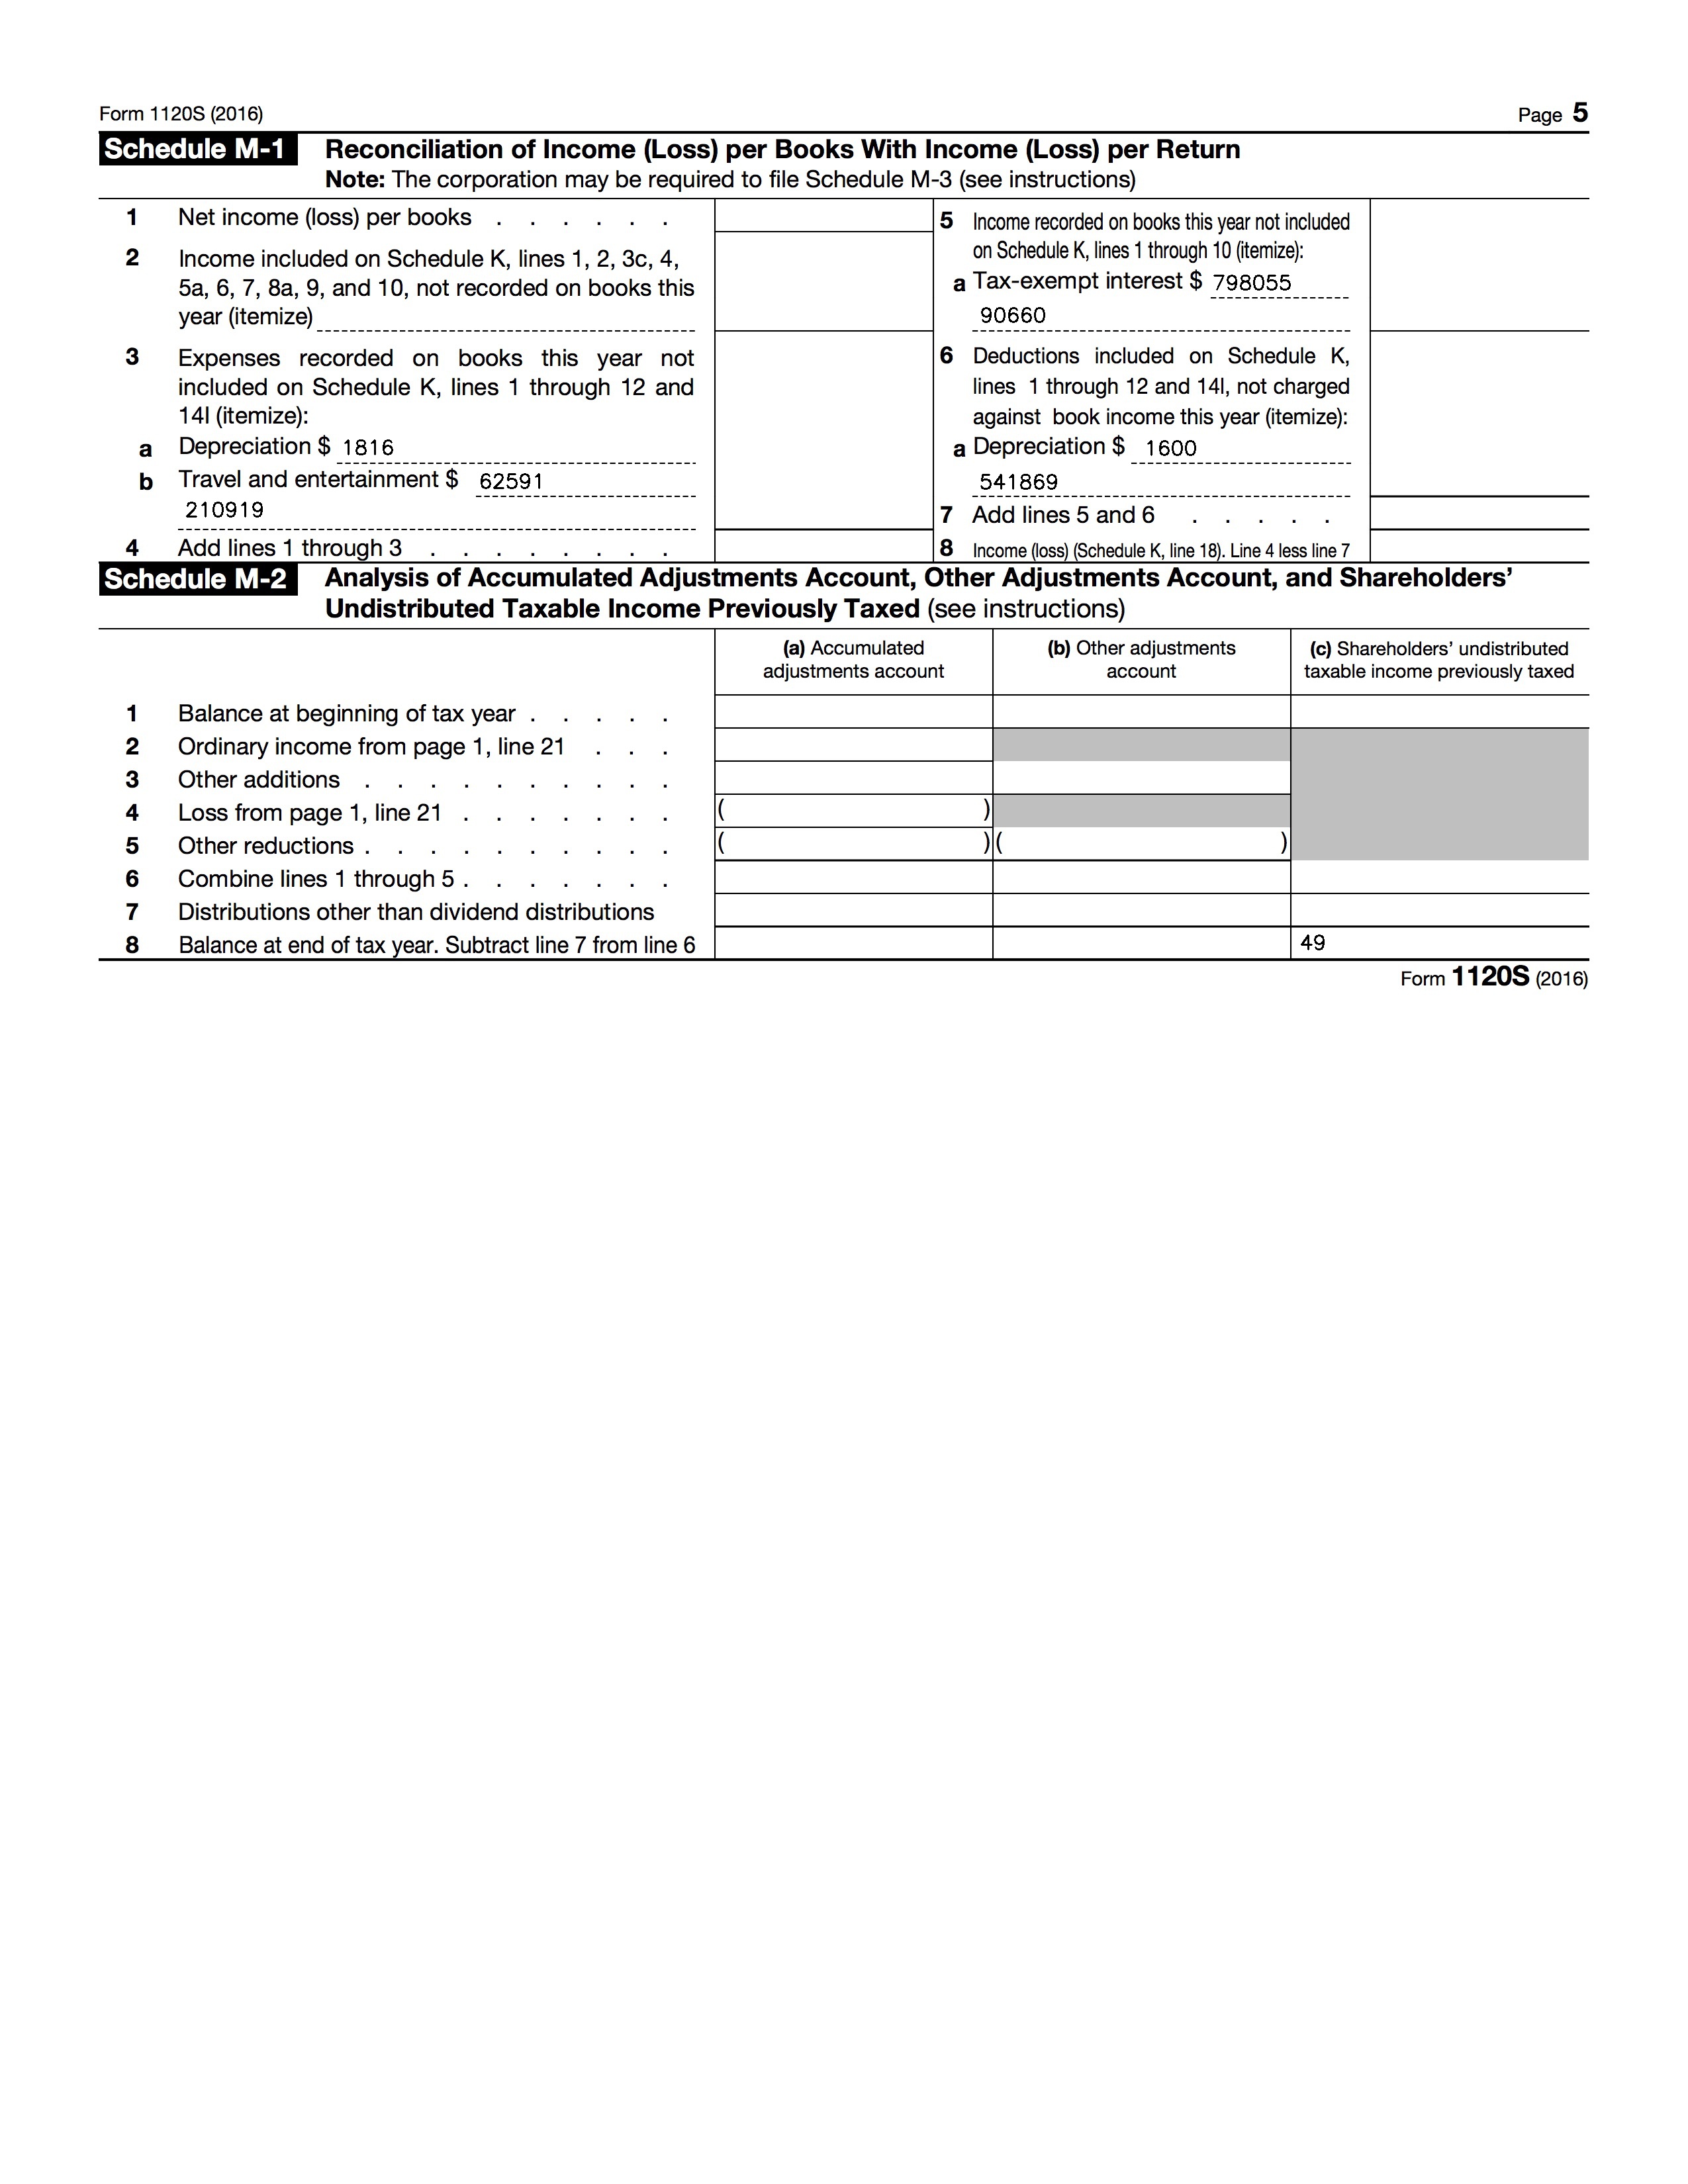 Form 1120S (2016) Page 5
Schedule M-1 Reconciliation of Income (Loss) per Books With Income (Loss) per Return
Note: The corporation may be required to file Schedule M-3 (see instructions)
1 Net income (loss) per books . . . . . .
2 Income included on Schedule K, lines 1, 2, 3c, 4,
5a, 6, 7, 8a, 9, and 10, not recorded on books this
year (itemize)
3 Expenses recorded on books this year not
included on Schedule K, lines 1 through 12 and
14l (itemize):
a Depreciation $ 1816
b Travel and entertainment $ 62591
210919
4 Add lines 1 through 3 . . . . . . . .
5 Income recorded on books this year not included
on Schedule K, lines 1 through 10 (itemize):
a Tax-exempt interest $ 798055
90660
6 Deductions included on Schedule K,
lines 1 through 12 and 14l, not charged
against book income this year (itemize):
a Depreciation $ 1600
541869
7 Add lines 5 and 6 . . . . .
8 Income (loss) (Schedule K, line 18). Line 4 less line 7
Schedule M-2 Analysis of Accumulated Adjustments Account, Other Adjustments Account, and Shareholders’
Undistributed Taxable Income Previously Taxed (see instructions)
(a) Accumulated
adjustments account
(b) Other adjustments
account
(c) Shareholders’ undistributed
taxable income previously taxed
1 Balance at beginning of tax year . . . . .
2 Ordinary income from page 1, line 21 . . .
3 Other additions . . . . . . . . . .
4 Loss from page 1, line 21 . . . . . . . ( )
5 Other reductions . . . . . . . . . . ( ) ( )
6 Combine lines 1 through 5 . . . . . . .
7 Distributions other than dividend distributions
8 Balance at end of tax year. Subtract line 7 from line 6 49
Form 1120S (2016)